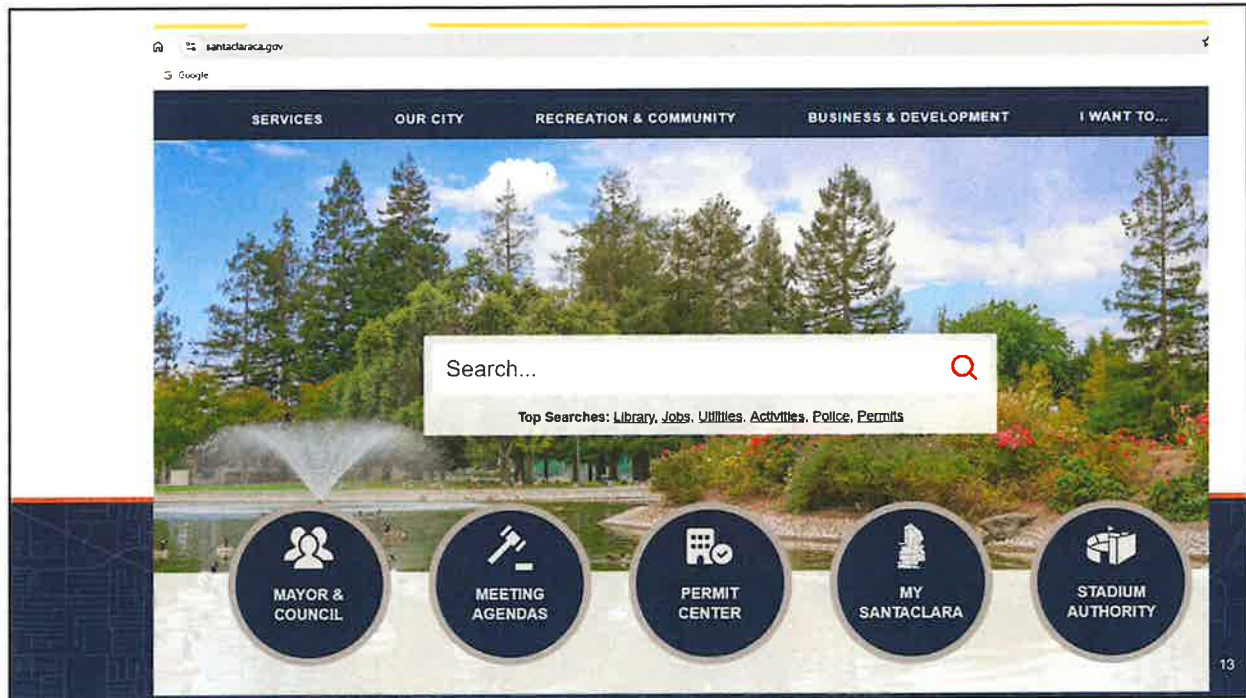 santaclaraca.gov
Google
SERVICES OUR CITY RECREATION & COMMUNITY BUSINESS & DEVELOPMENT I WANT TO...
Search...
Top Searches: Library, Jobs, Utilities, Activities, Police, Permits
MAYOR &
COUNCIL
MEETING
AGENDAS
PERMIT
CENTER
MY
SANTACLARA
STADIUM
AUTHORITY
13